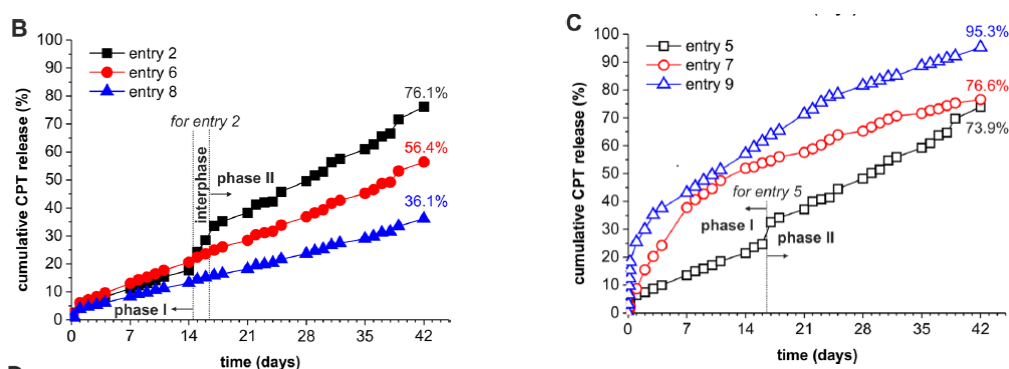 B
100
90
80
70
60
50
40
30
20
10
0
cumulative CPT release (%)
entry 2
entry 6
entry 8
for entry 2
interphase
phase II
phase I
76.1%
56.4%
36.1%
0 7 14 21 28 35 42
time (days)
C
100
90
80
70
60
50
40
30
20
10
0
cumulative CPT release (%)
entry 5
entry 7
entry 9
for entry 5
phase I
phase II
95.3%
76.6%
73.9%
0 7 14 21 28 35 42
time (days)